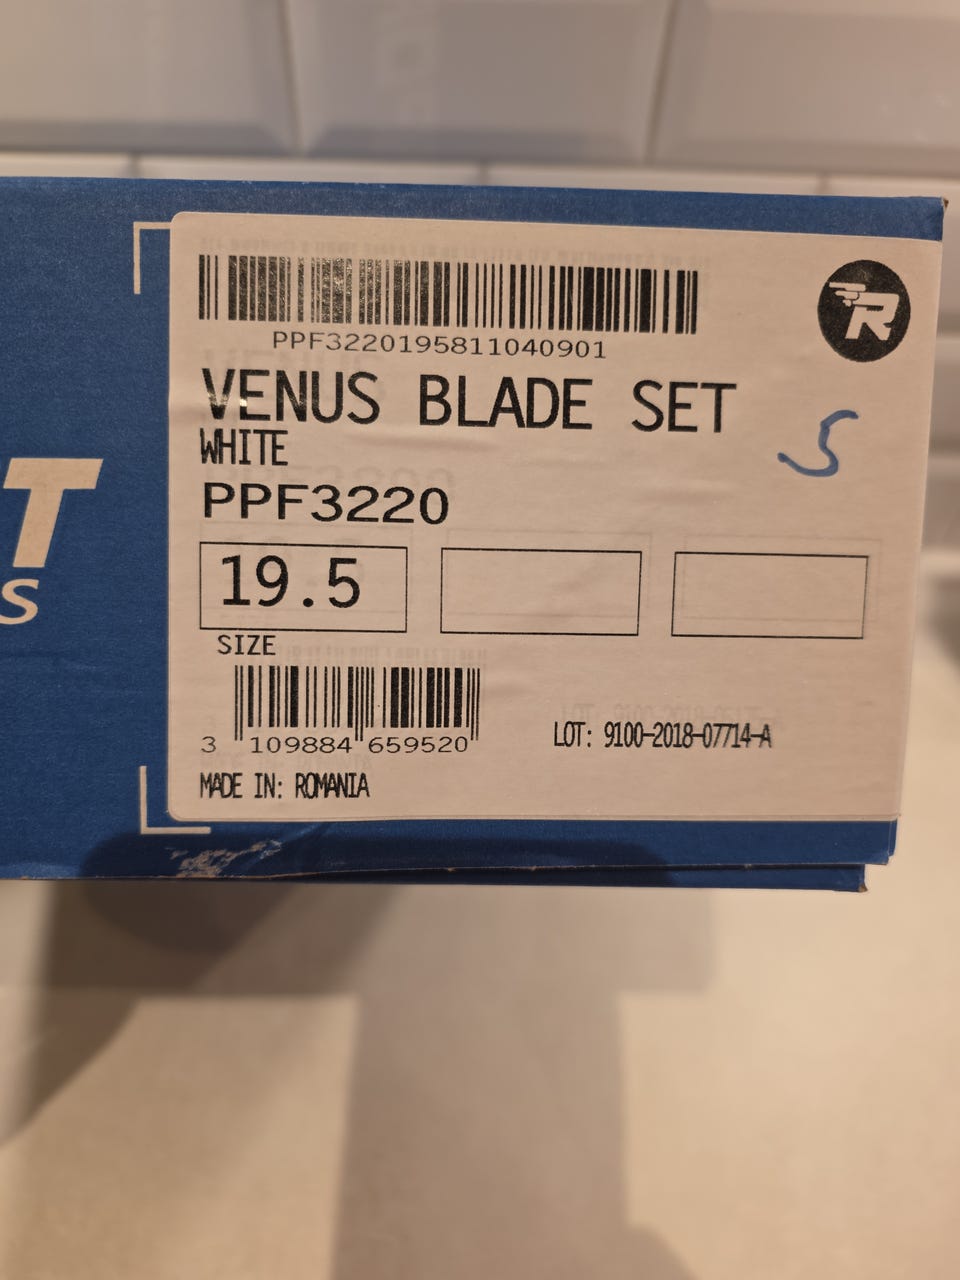 PPF3220195811040901
R
VENUS BLADE SET
WHITE
PPF3220
S
19.5
SIZE
3 109884 659520
LOT: 9100-2018-07714-A
MADE IN: ROMANIA
T
S